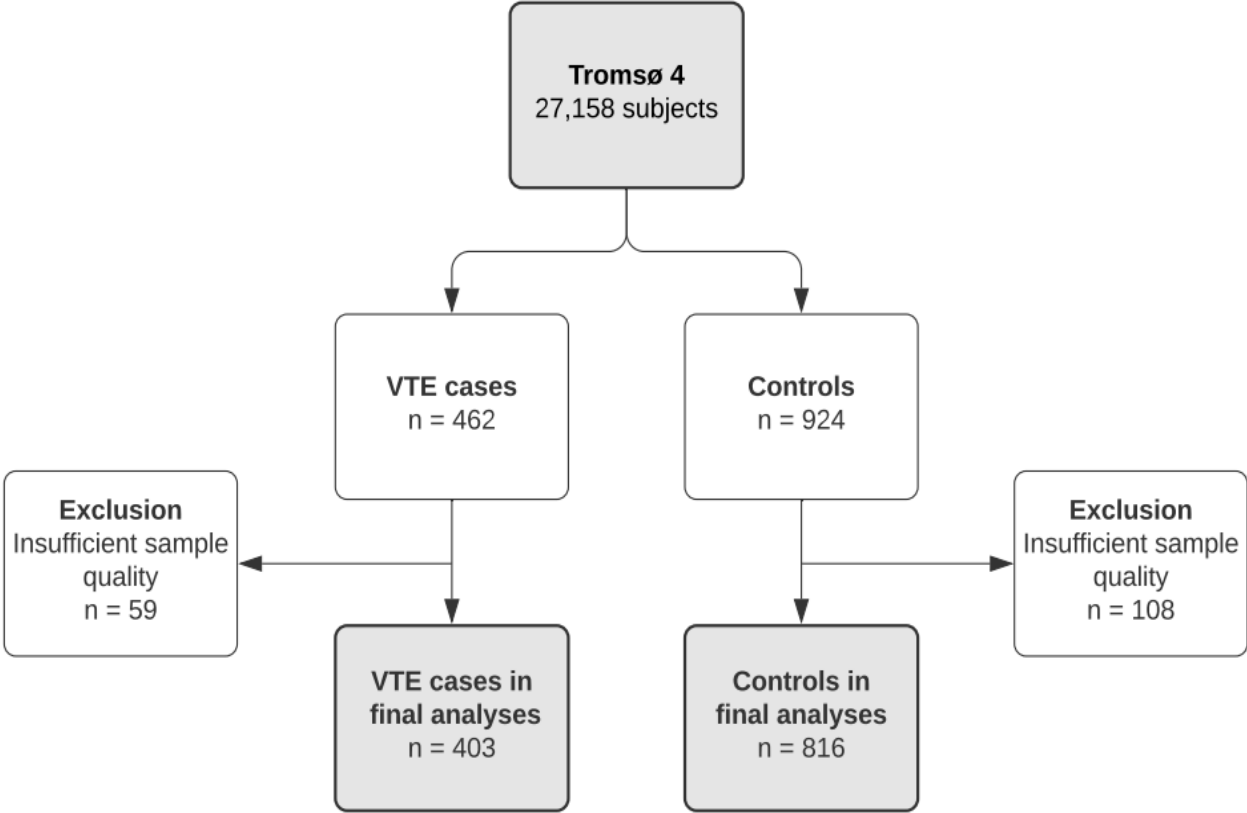 Tromsø 4
27,158 subjects
VTE cases
n = 462
Controls
n = 924
Exclusion
Insufficient sample
quality
n = 59
Exclusion
Insufficient sample
quality
n = 108
VTE cases in
final analyses
n = 403
Controls in
final analyses
n = 816